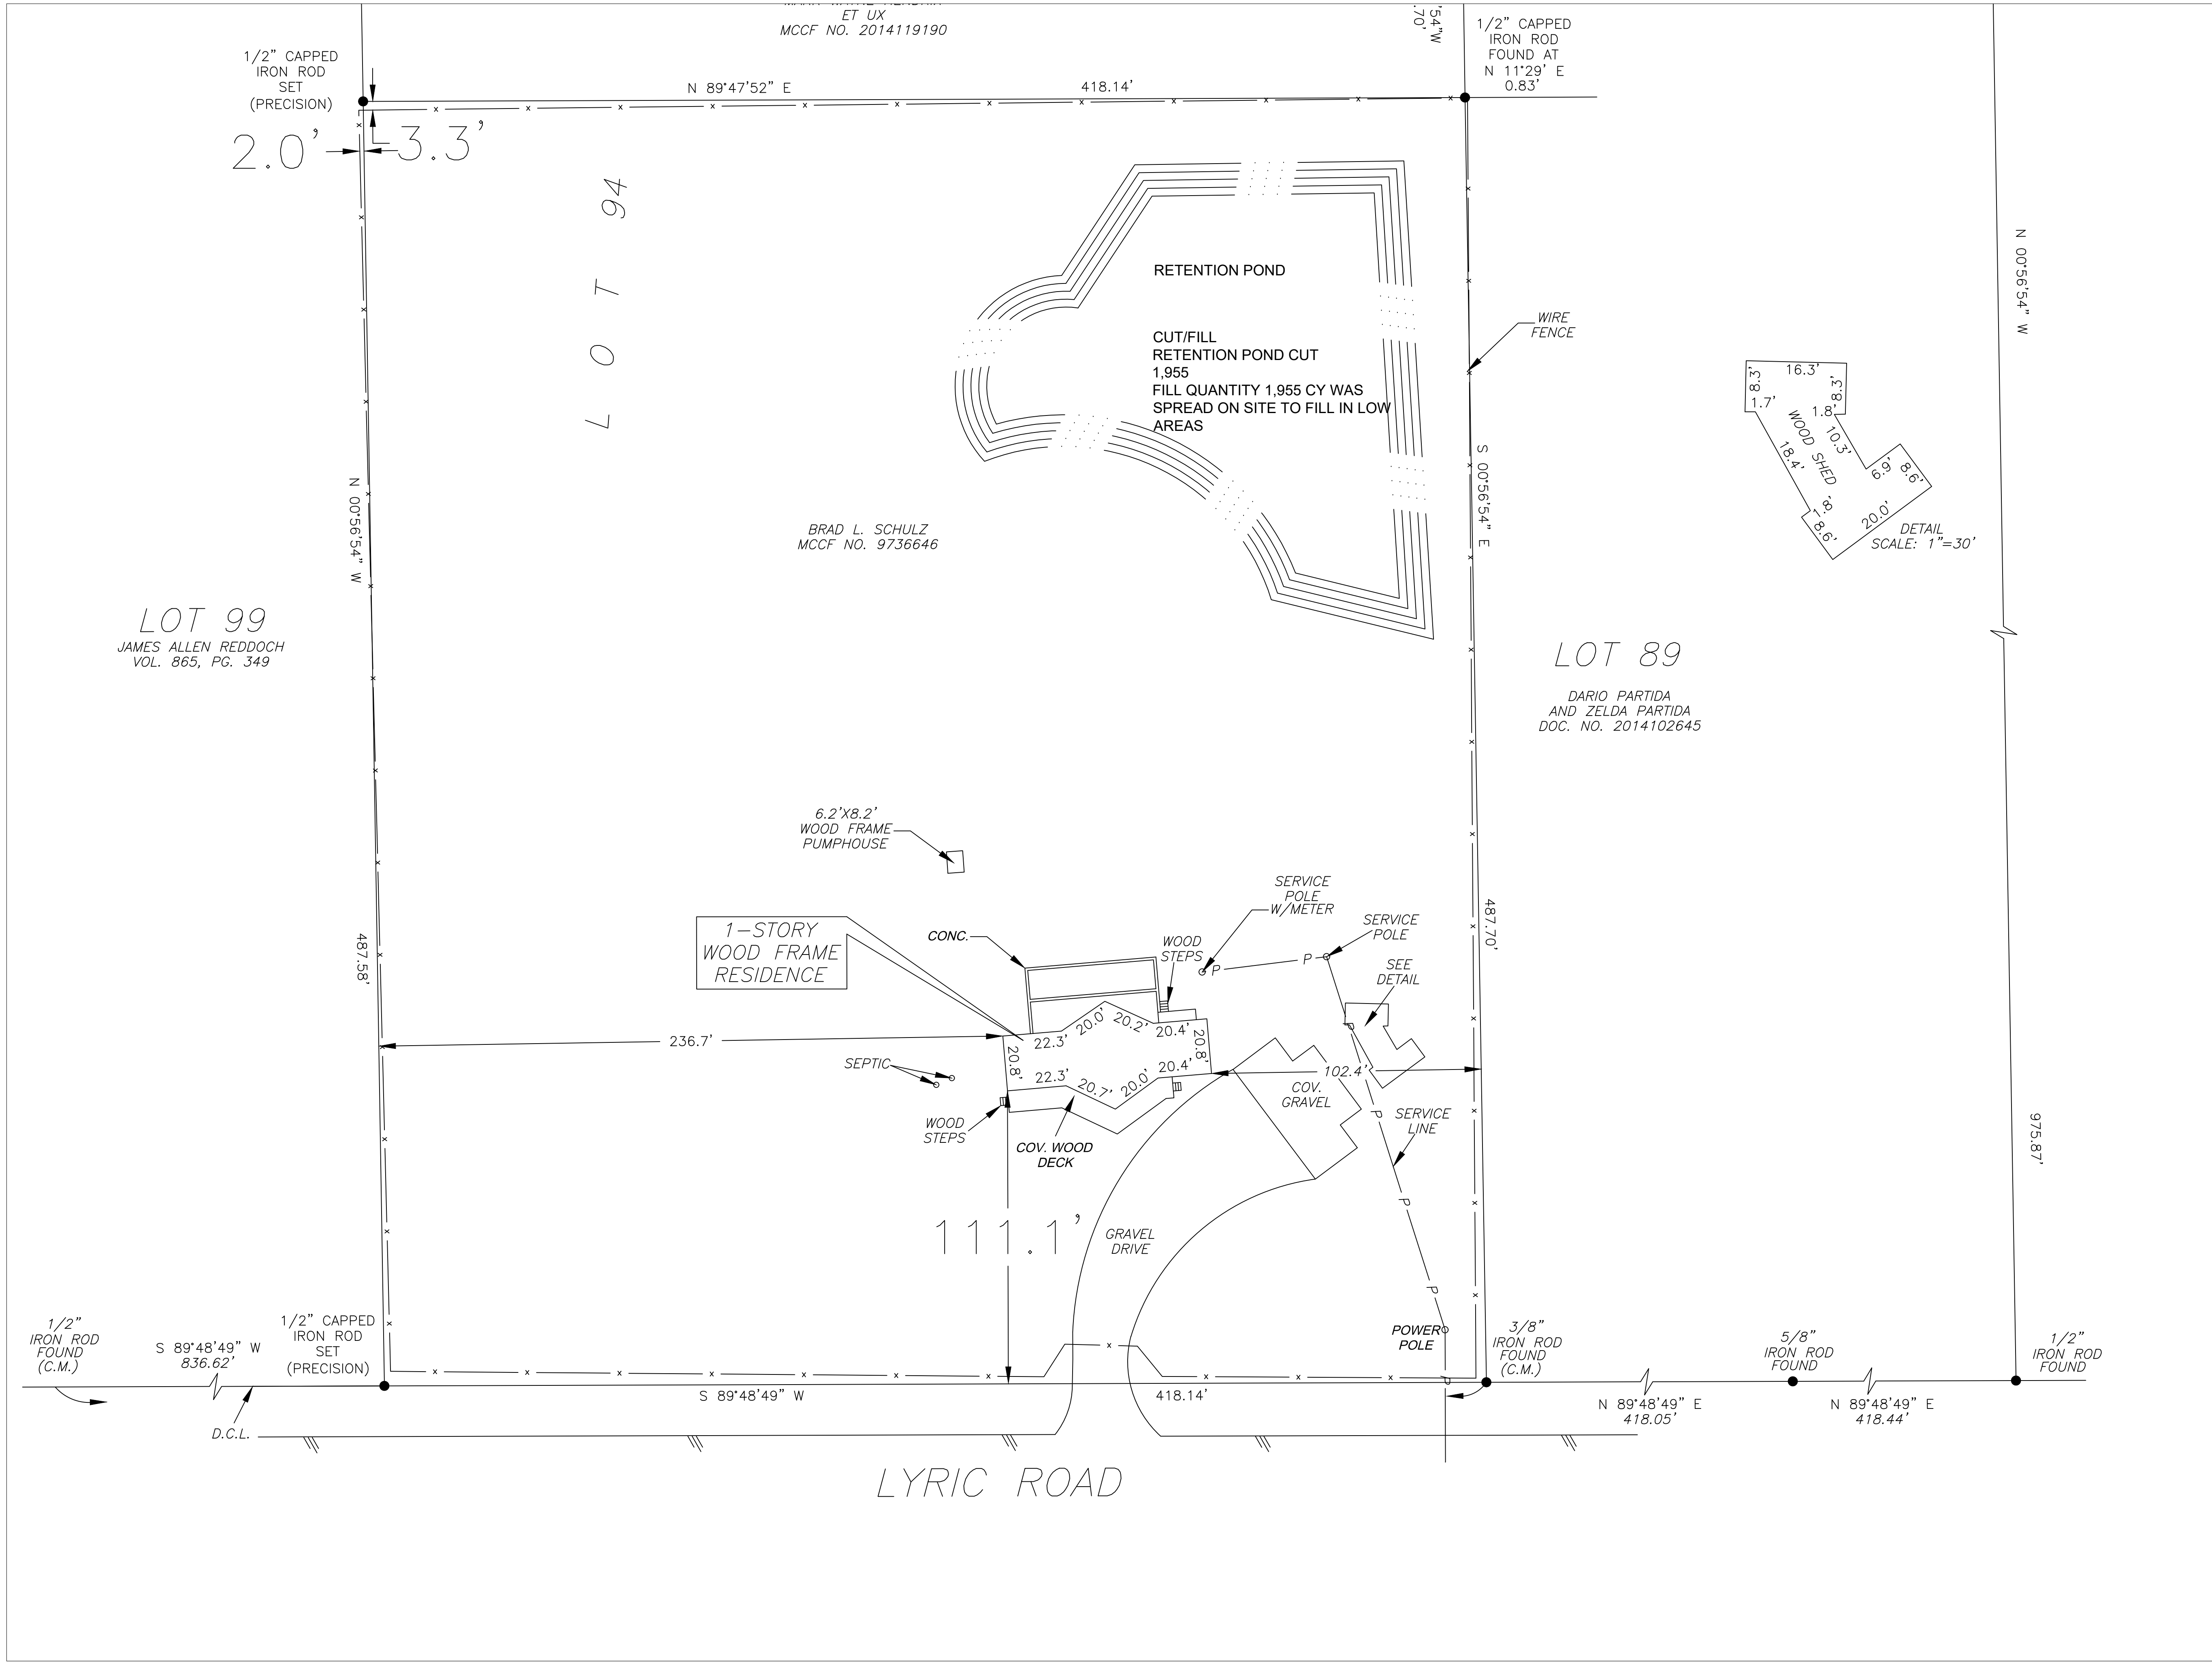 ET UX
MCCF NO. 2014119190
'54"W
.70'
1/2" CAPPED
IRON ROD
FOUND AT
N 11°29' E
0.83'
1/2" CAPPED
IRON ROD
SET
(PRECISION)
N 89°47'52" E
418.14'
2.0'
3.3'
LOT 94
RETENTION POND
CUT/FILL
RETENTION POND CUT
1,955
FILL QUANTITY 1,955 CY WAS
SPREAD ON SITE TO FILL IN LOW
AREAS
WIRE
FENCE
N 00°56'54" W
16.3'
8.3'
8.3'
1.7'
1.8'
WOOD SHED
10.3'
18.4'
6.9'
8.6'
1.8'
8.6'
20.0'
DETAIL
SCALE: 1"=30'
N 00°56'54" W
S 00°56'54" E
BRAD L. SCHULZ
MCCF NO. 9736646
LOT 99
JAMES ALLEN REDDOCH
VOL. 865, PG. 349
LOT 89
DARIO PARTIDA
AND ZELDA PARTIDA
DOC. NO. 2014102645
6.2'X8.2'
WOOD FRAME
PUMPHOUSE
SERVICE
POLE
W/METER
SERVICE
POLE
487.70'
487.58'
1-STORY
WOOD FRAME
RESIDENCE
CONC.
WOOD
STEPS
P
P
SEE
DETAIL
236.7'
22.3'
20.0'
20.2'
20.4'
20.8'
20.8'
22.3'
20.7'
20.0'
20.4'
102.4'
SEPTIC
COV.
GRAVEL
WOOD
STEPS
COV. WOOD
DECK
P
SERVICE
LINE
975.87'
P
111.1'
GRAVEL
DRIVE
P
POWER
POLE
P
1/2"
IRON ROD
FOUND
(C.M.)
S 89°48'49" W
836.62'
1/2" CAPPED
IRON ROD
SET
(PRECISION)
3/8"
IRON ROD
FOUND
(C.M.)
5/8"
IRON ROD
FOUND
1/2"
IRON ROD
FOUND
S 89°48'49" W
418.14'
N 89°48'49" E
418.05'
N 89°48'49" E
418.44'
D.C.L.
LYRIC ROAD